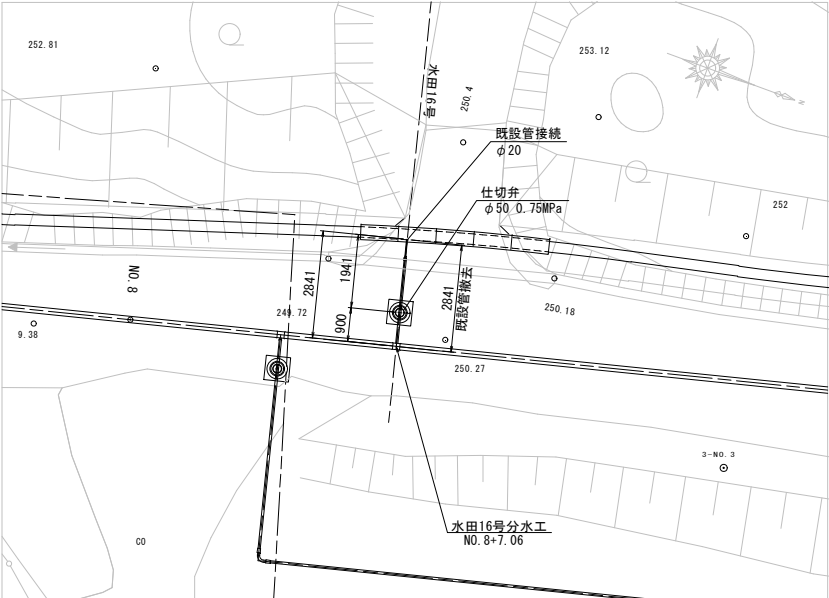 252.81
253.12
水田16号
250.4
N
既設管接続
φ20
仕切弁
φ50 0.75MPa
252
NO.8
2841
1941
900
2841
既設管撤去
249.72
250.18
9.38
250.27
3-NO.3
水田16号分水工
NO.8+7.06
CO